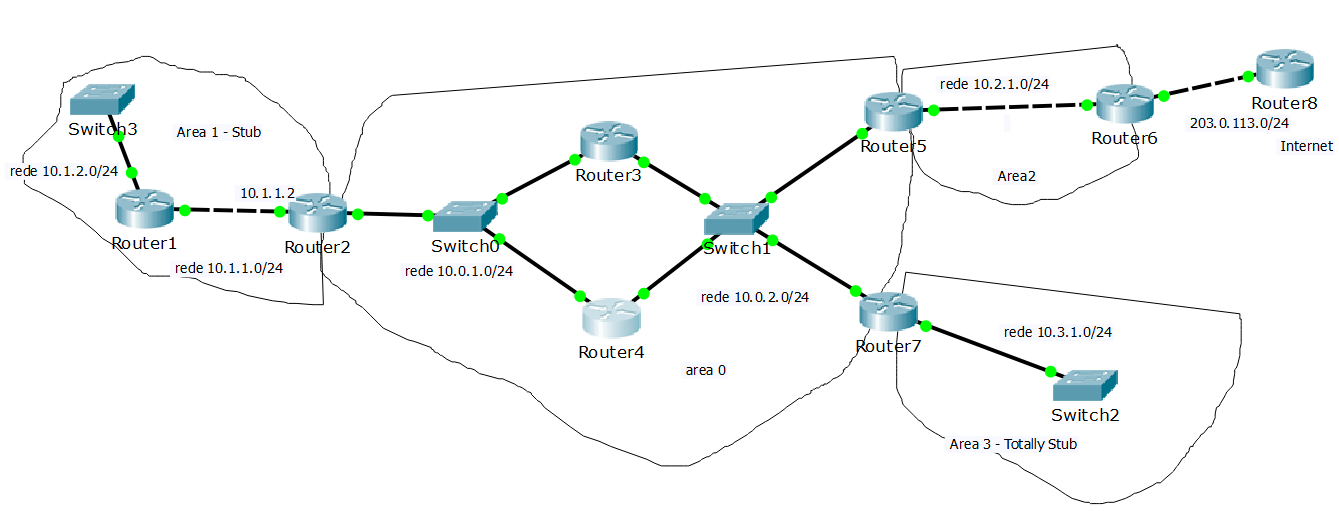 Switch3
Area 1 - Stub
rede 10.1.2.0/24
10.1.1.2
Router1
Router2
rede 10.1.1.0/24
Router3
Switch0
rede 10.0.1.0/24
Switch1
rede 10.0.2.0/24
Router4
area 0
Router5
rede 10.2.1.0/24
Router6
Area2
Router8
203.0.113.0/24
Internet
Router7
rede 10.3.1.0/24
Switch2
Area 3 - Totally Stub